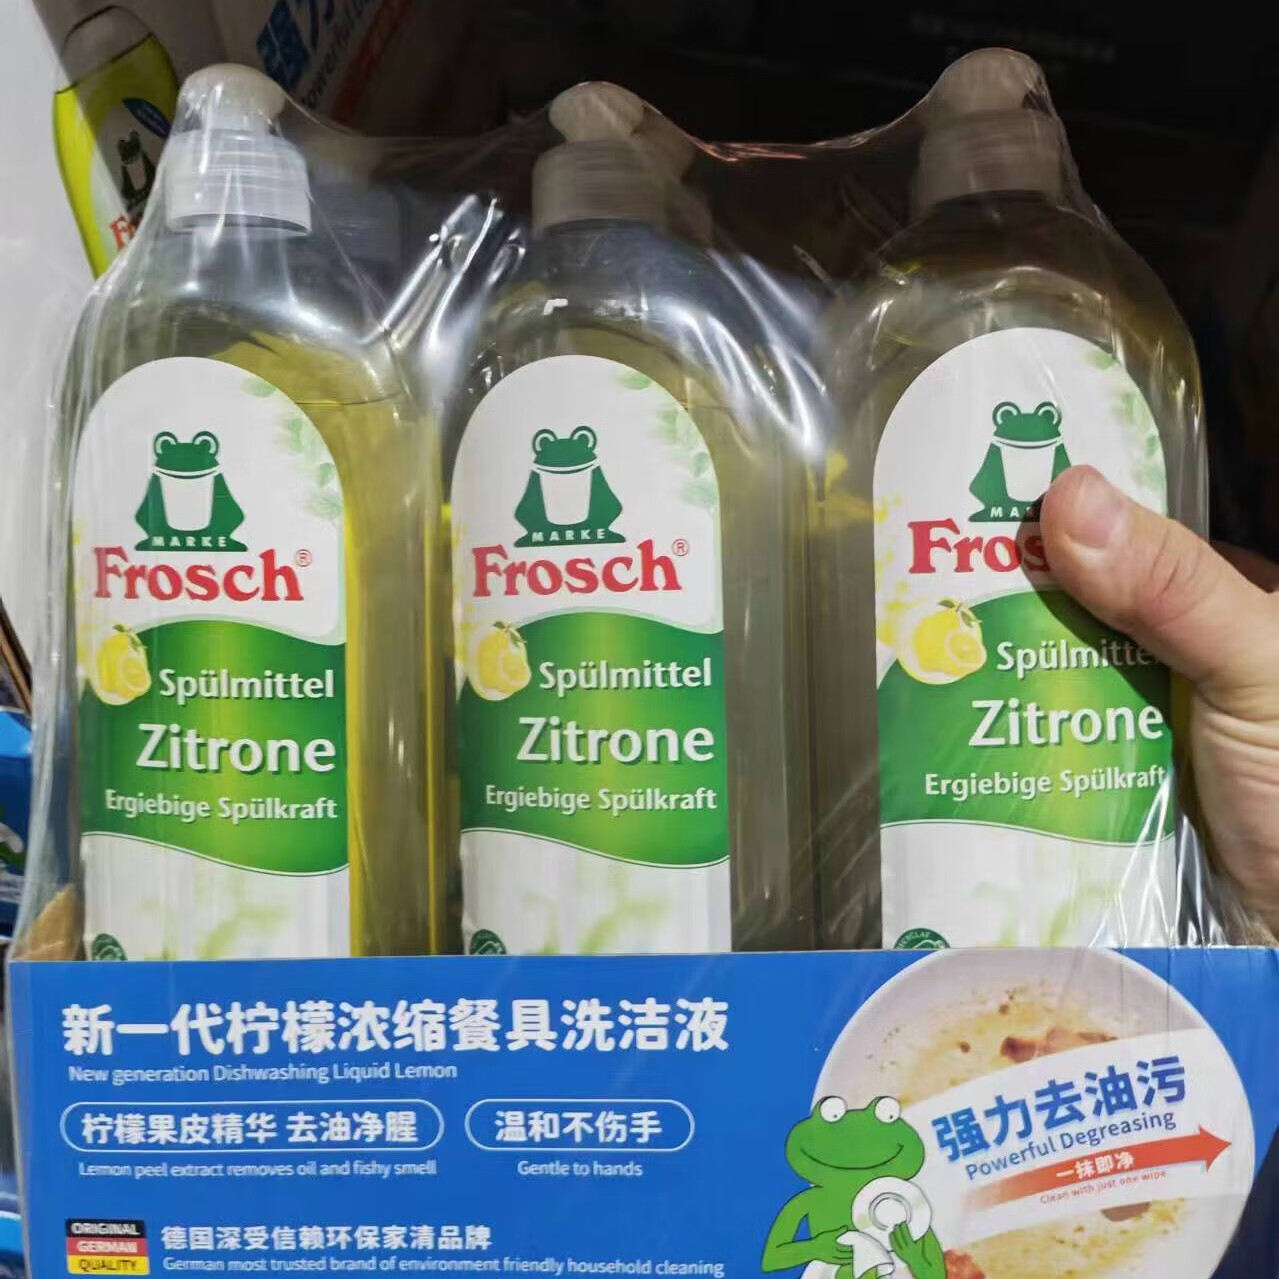 MARKE
Frosch®
Spülmittel
Zitrone
Ergiebige Spülkraft
MARKE
Frosch®
Spülmittel
Zitrone
Ergiebige Spülkraft
Spülmittel
Zitrone
Ergiebige Spülkraft
新一代柠檬浓缩餐具洗洁液
New generation Dishwashing Liquid Lemon
柠檬果皮精华 去油净腥
温和不伤手
Lemon peel extract removes oil and fishy smell
Gentle to hands
强力去油污
Powerful Degreasing
一抹即净
Clean with just one wipe
ORIGINAL
GERMAN
QUALITY
德国深受信赖环保家清品牌
German most trusted brand of environment friendly household cleaning